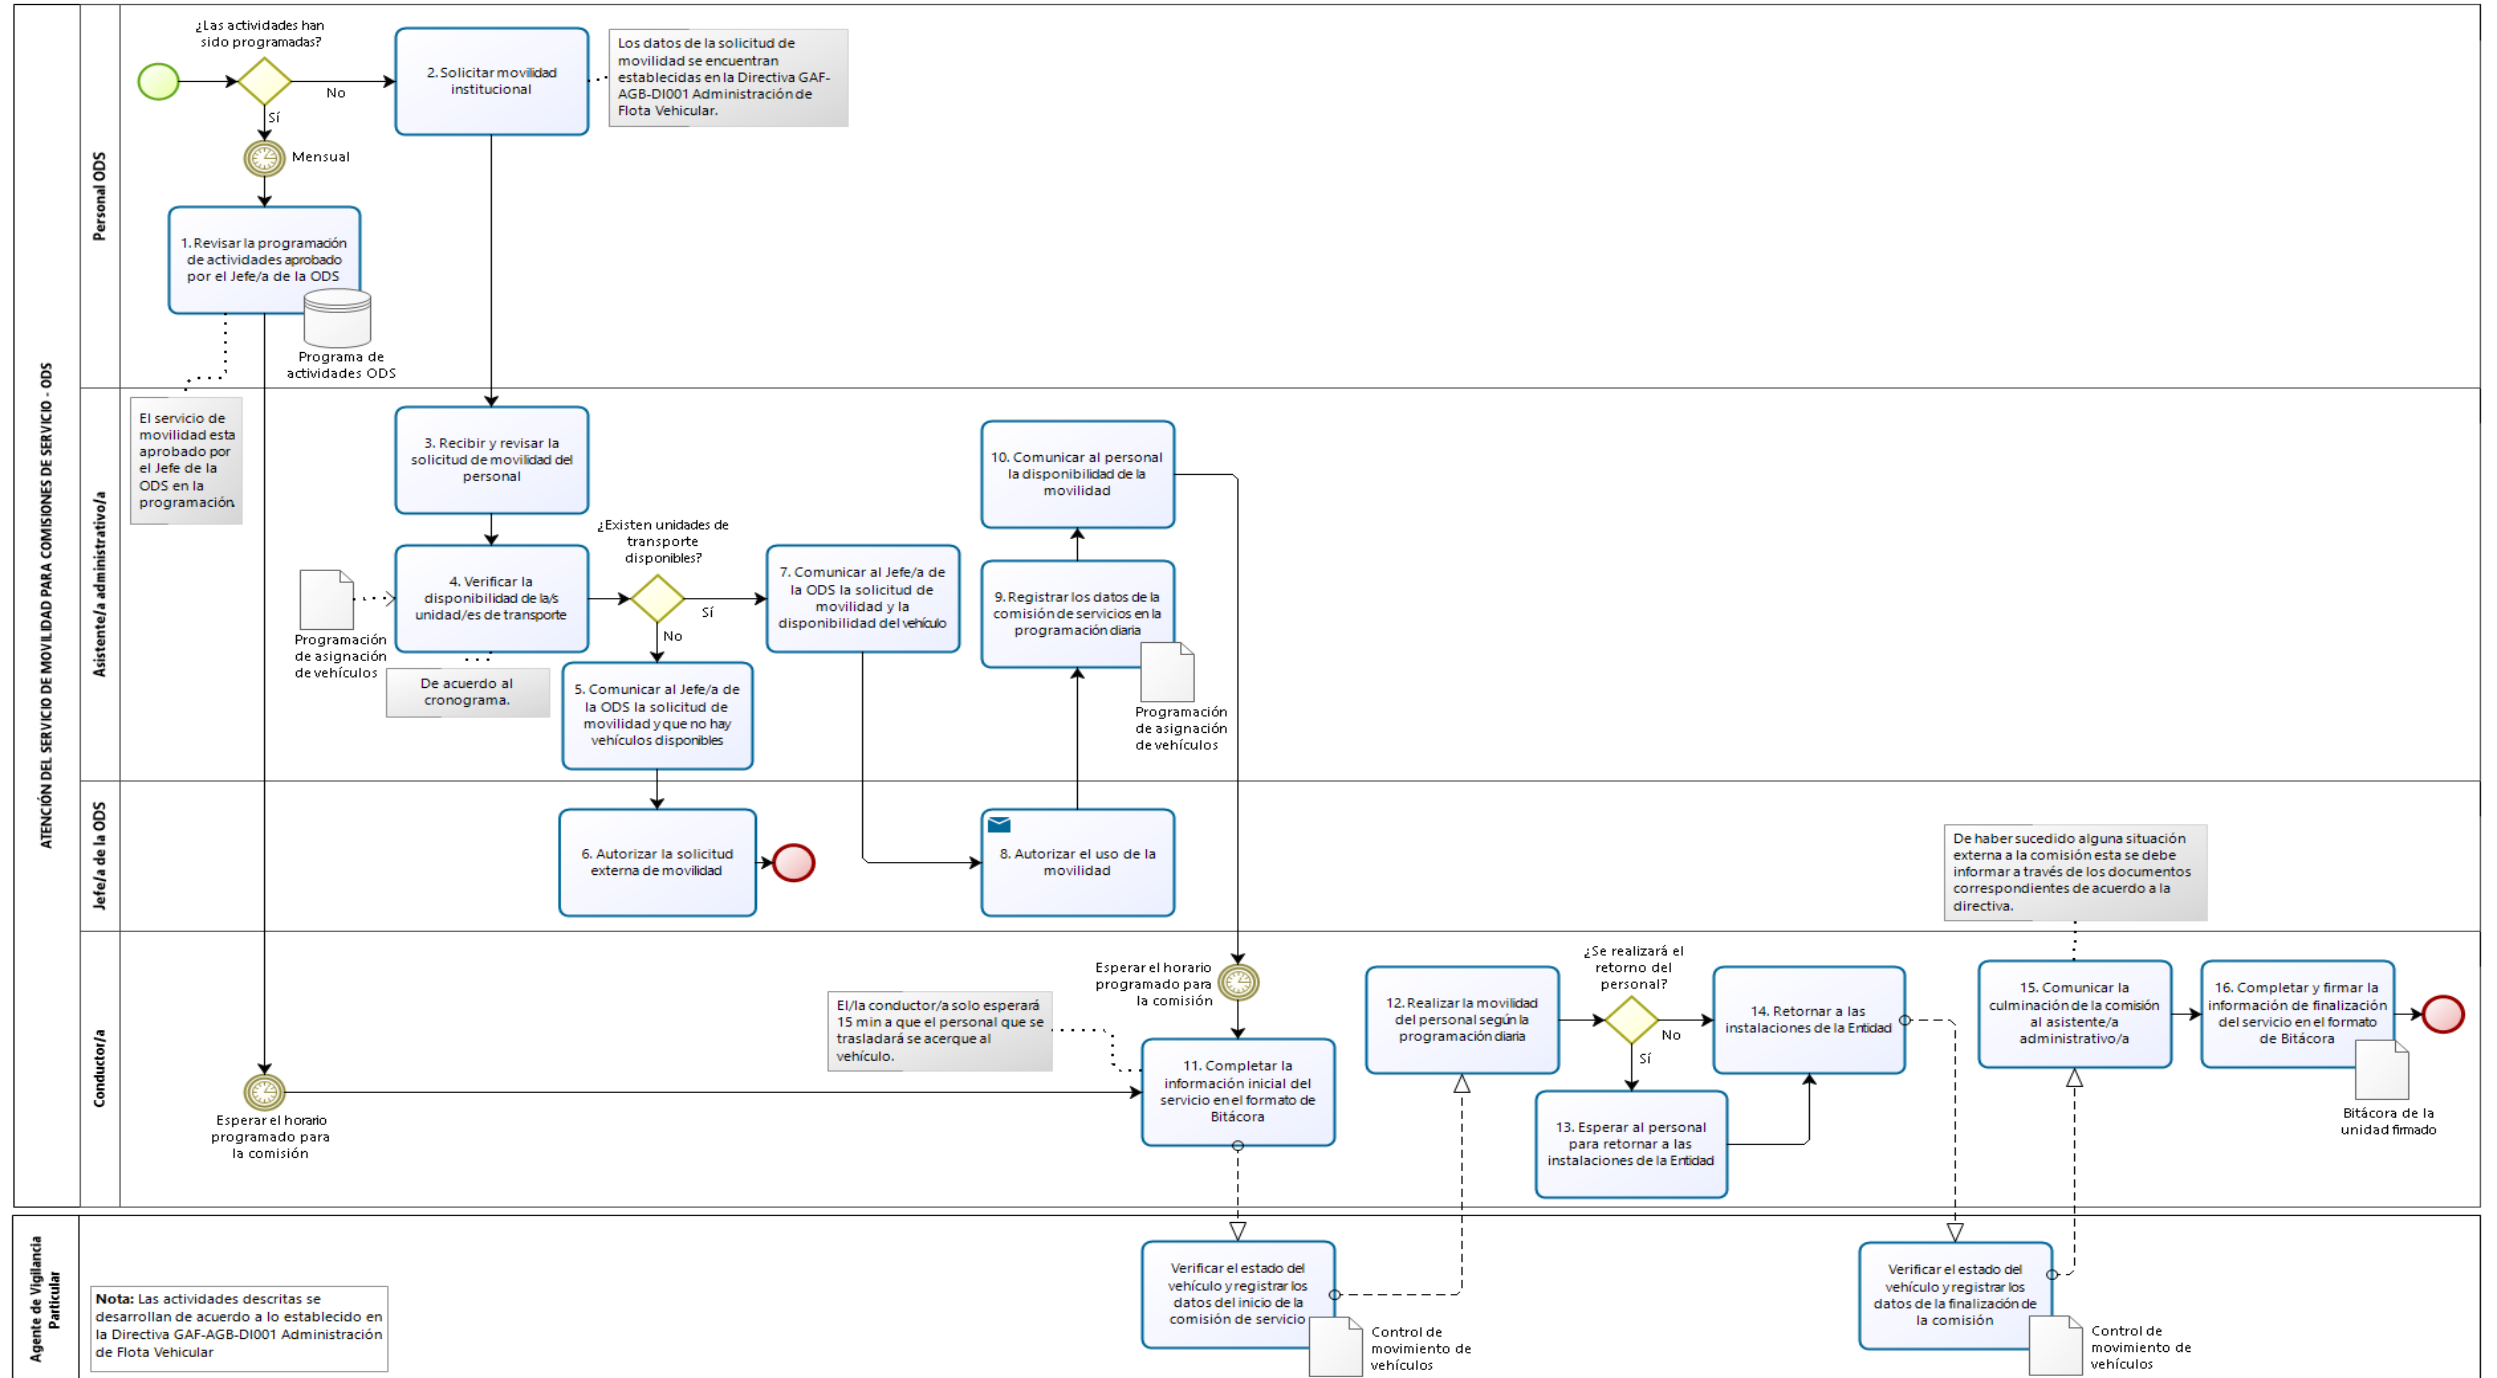 ATENCIÓN DEL SERVICIO DE MOVILIDAD PARA COMISIONES DE SERVICIO - ODS
Personal ODS
¿Las actividades han
sido programadas?
No
Sí
Mensual
1. Revisar la programación
de actividades aprobado
por el Jefe/a de la ODS
Programa de
actividades ODS
2. Solicitar movilidad
institucional
Los datos de la solicitud de
movilidad se encuentran
establecidas en la Directiva GAF-
AGB-DI001 Administración de
Flota Vehicular.
Asistente/a administrativo/a
El servicio de
movilidad esta
aprobado por
el Jefe de la
ODS en la
programación.
3. Recibir y revisar la
solicitud de movilidad del
personal
4. Verificar la
disponibilidad de la/s
unidad/es de transporte
Programación
de asignación
de vehículos
De acuerdo al
cronograma.
¿Existen unidades de
transporte
disponibles?
Sí
No
5. Comunicar al Jefe/a de
la ODS la solicitud de
movilidad y que no hay
vehículos disponibles
7. Comunicar al Jefe/a de
la ODS la solicitud de
movilidad y la
disponibilidad del vehículo
10. Comunicar al personal
la disponibilidad de la
movilidad
9. Registrar los datos de la
comisión de servicios en la
programación diaria
Programación
de asignación
de vehículos
Jefe/a de la ODS
6. Autorizar la solicitud
externa de movilidad
8. Autorizar el uso de la
movilidad
De haber sucedido alguna situación
externa a la comisión esta se debe
informar a través de los documentos
correspondientes de acuerdo a la
directiva.
Conductor/a
Esperar el horario
programado para
la comisión
El/la conductor/a solo esperará
15 min a que el personal que se
trasladará se acerque al
vehículo.
Esperar el horario
programado para
la comisión
11. Completar la
información inicial del
servicio en el formato de
Bitácora
12. Realizar la movilidad
del personal según la
programación diaria
¿Se realizará el
retorno del
personal?
No
Sí
13. Esperar al personal
para retornar a las
instalaciones de la Entidad
14. Retornar a las
instalaciones de la Entidad
15. Comunicar la
culminación de la comisión
al asistente/a
administrativo/a
16. Completar y firmar la
información de finalización
del servicio en el formato
de Bitácora
Bitácora de la
unidad firmado
Agente de Vigilancia
Particular
Nota: Las actividades descritas se
desarrollan de acuerdo a lo establecido en
la Directiva GAF-AGB-DI001 Administración
de Flota Vehicular
Verificar el estado del
vehículo y registrar los
datos del inicio de la
comisión de servicio
Control de
movimiento de
vehículos
Verificar el estado del
vehículo y registrar los
datos de la finalización de
la comisión
Control de
movimiento de
vehículos